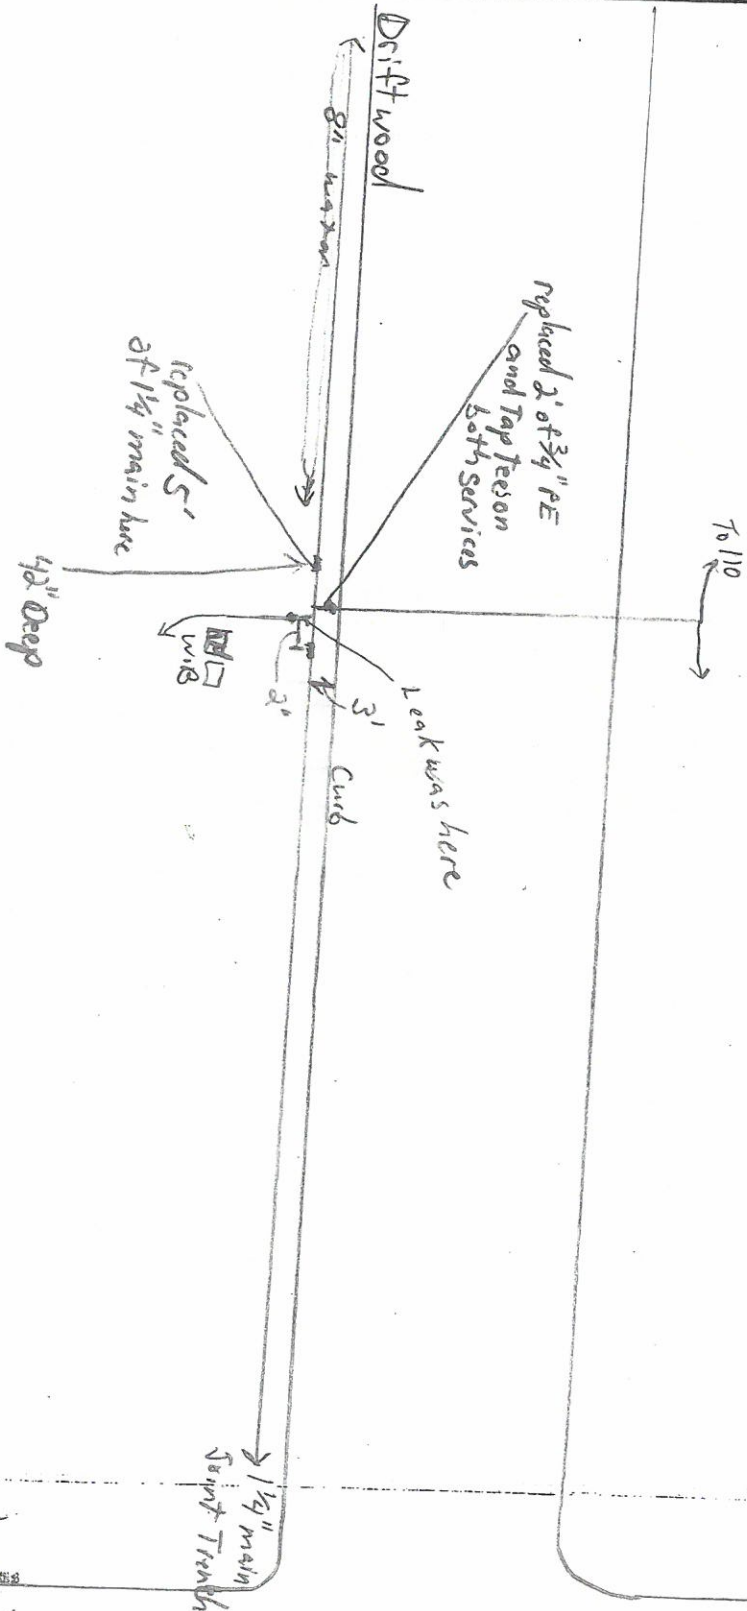 To 110
replaced 2' of 3/4" PE
and Tap Tees on
both services
Driftwood
8"
Leak was here
3'
Curb
2"
replaced 5'
of 1 1/4" main here
42" Deep
1 1/4" main
Joint Trench